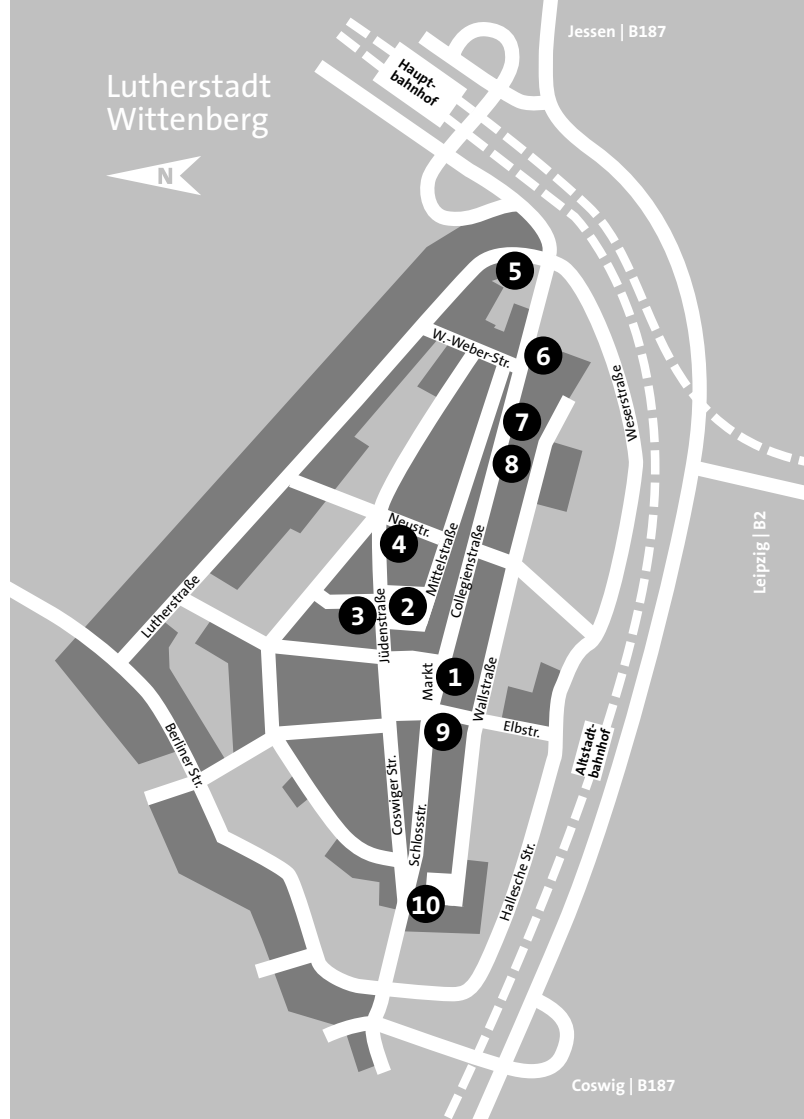 Jessen | B187
Haupt-
bahnhof
Lutherstadt
Wittenberg
N
5
W.-Weber-Str.
6
Weserstraße
7
8
Neustr.
4
Mittelstraße
Collegienstraße
Leipzig | B2
Lutherstraße
3
2
Jüdenstraße
Markt
1
Wallstraße
9
Elbstr.
Altstadt-
bahnhof
Berliner Str.
Coswiger Str.
Schlossstr.
Hallesche Str.
10
Coswig | B187